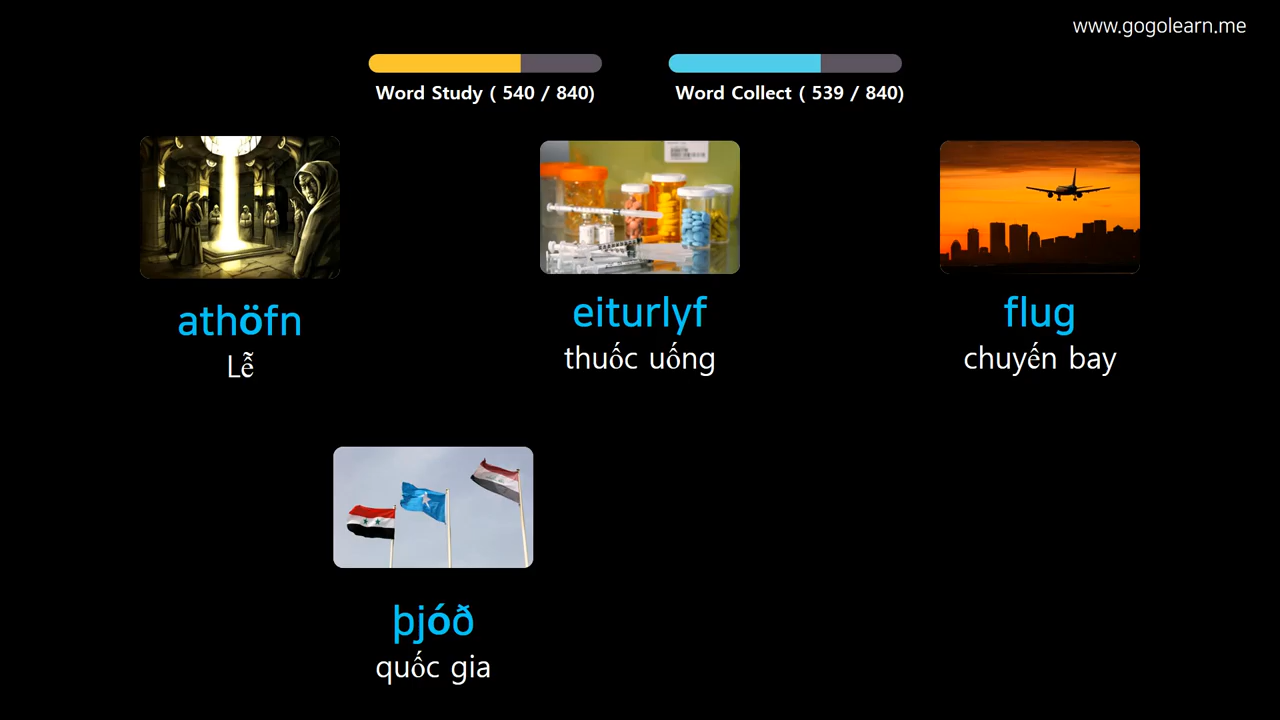 www.gogolearn.me
Word Study ( 540 / 840)
Word Collect ( 539 / 840)
athöfn
Lễ
eiturlyf
thuốc uống
flug
chuyến bay
þjóð
quốc gia